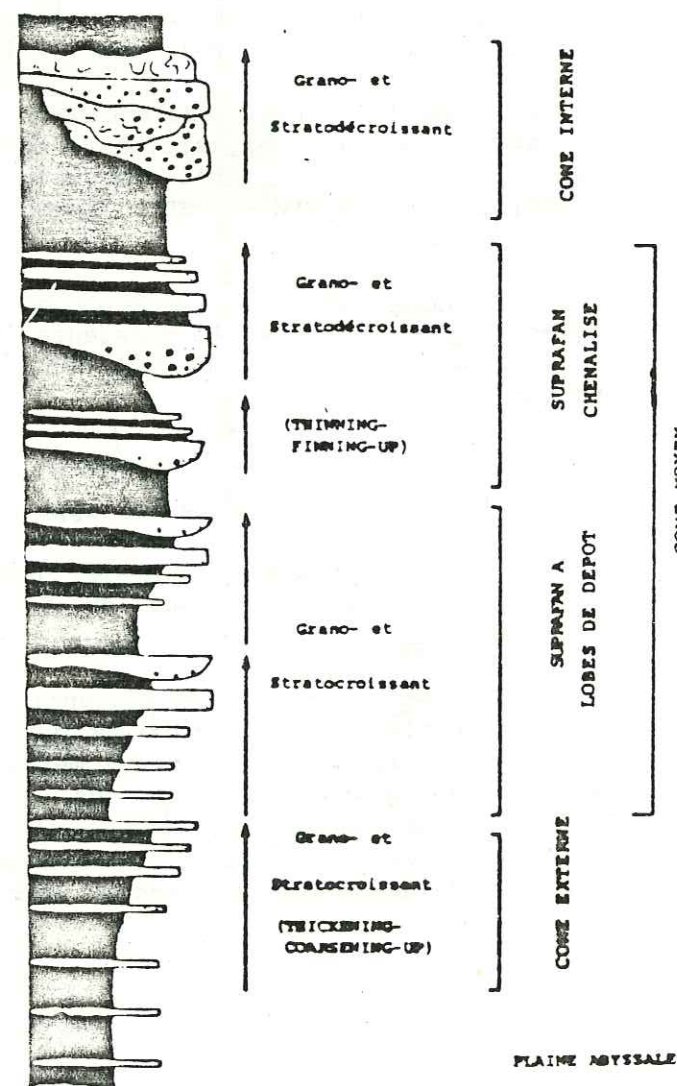 Grano- et
Stratodécroissant
CONE INTERNE
Grano- et
Stratodécroissant
(THINNING-
FINNING-UP)
SUPRAFAN
CHENALISE
Grano- et
Stratocroissant
SUPRAFAN A
LOBES DE DEPOT
Grano- et
Stratocroissant
(THICKENING-
COARSENING-UP)
CONE EXTERNE
PLAINE ABYSSALE